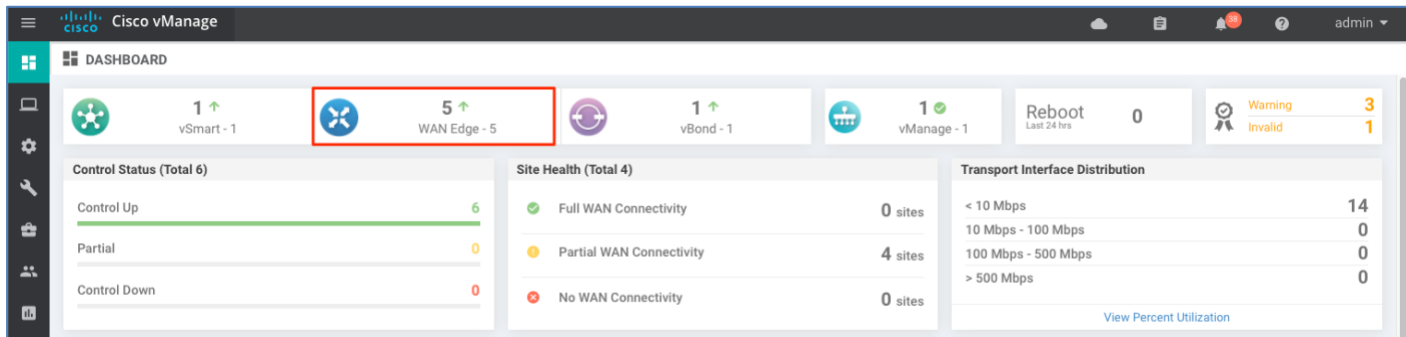 CISCO Cisco vManage 38 admin
DASHBOARD
1 5 1 1 Reboot 0 Warning 3
vSmart - 1 WAN Edge - 5 vBond - 1 vManage - 1 Last 24 hrs Invalid 1
Control Status (Total 6) Site Health (Total 4) Transport Interface Distribution
Control Up 6 Full WAN Connectivity 0 sites < 10 Mbps 14
10 Mbps - 100 Mbps 0
Partial 0 Partial WAN Connectivity 4 sites 100 Mbps - 500 Mbps 0
> 500 Mbps 0
Control Down 0 No WAN Connectivity 0 sites
View Percent Utilization